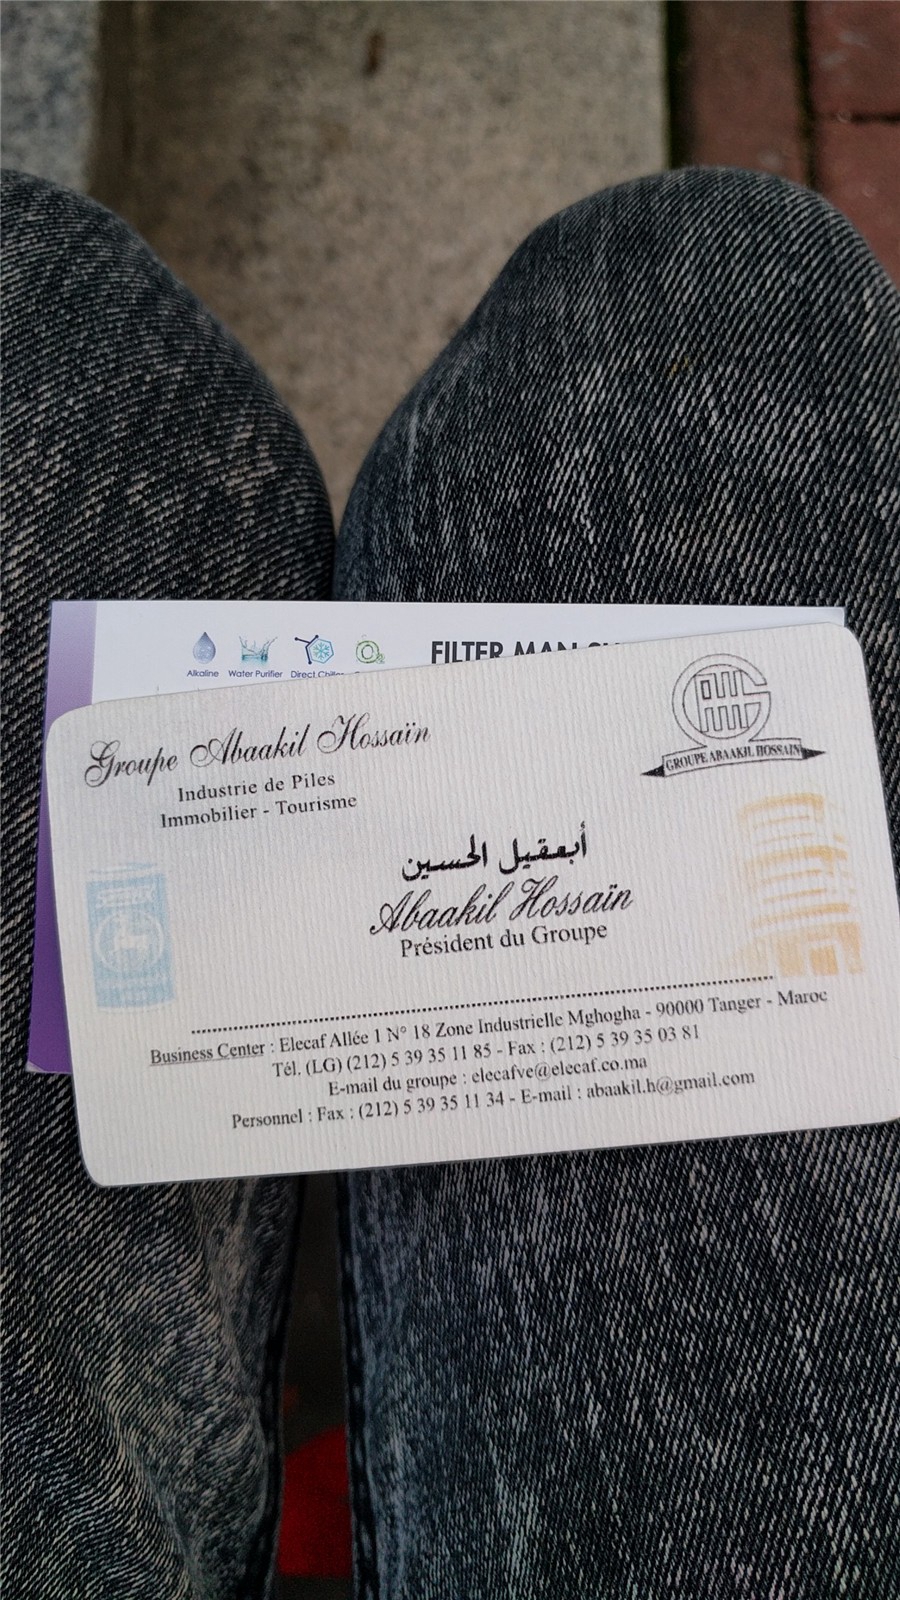 Alkaline Water Purifier Direct
FILTER MAN
Groupe Abaakil Hossaïn
Industrie de Piles
Immobilier - Tourisme
GROUPE ABAAKIL HOSSAIN
أبعقيل الحسين
Abaakil Hossaïn
Président du Groupe
Business Center : Elecaf Allée 1 N° 18 Zone Industrielle Mghogha - 90000 Tanger - Maroc
Tél. (LG) (212) 5 39 35 11 85 - Fax : (212) 5 39 35 03 81
E-mail du groupe : elecafve@elecaf.co.ma
Personnel : Fax : (212) 5 39 35 11 34 - E-mail : abaakil.h@gmail.com